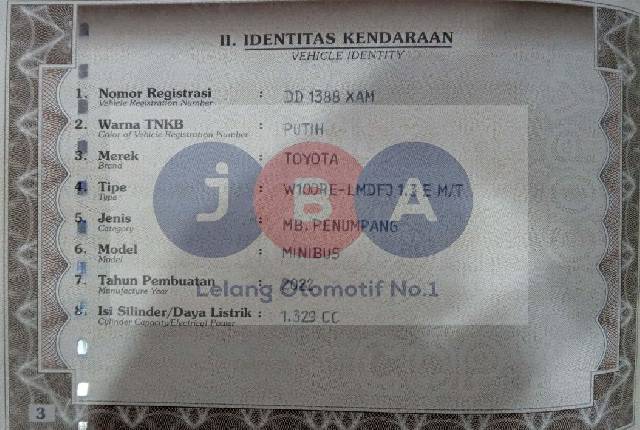 II. IDENTITAS KENDARAAN
VEHICLE IDENTITY
1. Nomor Registrasi : DD 1388 XAM
Vehicle Registration Number
2. Warna TNKB : PUTIH
Color of Vehicle Registration Number
3. Merek : TOYOTA
Brand
4. Tipe : W100RE-LMDFJ 1.3 E M/T
Type
5. Jenis : MB. PENUMPANG
Category
6. Model : MINIBUS
Model
7. Tahun Pembuatan : 2022
Manufacture Year
8. Isi Silinder/Daya Listrik : 1.329 CC
Cylinder Capacity/Electrical Power
JBA
Lelang Otomotif No.1
3